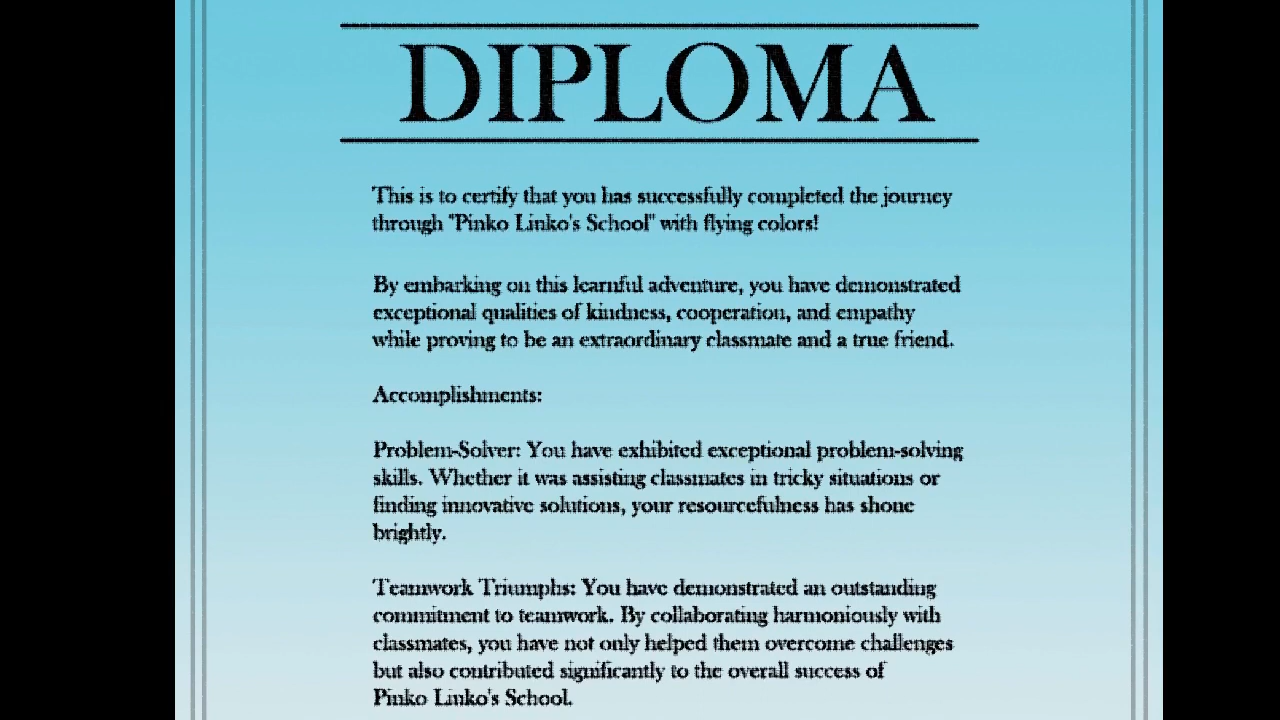 DIPLOMA
This is to certify that you has successfully completed the journey
through "Pinko Linko's School" with flying colors!
By embarking on this learnful adventure, you have demonstrated
exceptional qualities of kindness, cooperation, and empathy
while proving to be an extraordinary classmate and a true friend.
Accomplishments:
Problem-Solver: You have exhibited exceptional problem-solving
skills. Whether it was assisting classmates in tricky situations or
finding innovative solutions, your resourcefulness has shone
brightly.
Teamwork Triumphs: You have demonstrated an outstanding
commitment to teamwork. By collaborating harmoniously with
classmates, you have not only helped them overcome challenges
but also contributed significantly to the overall success of
Pinko Linko's School.